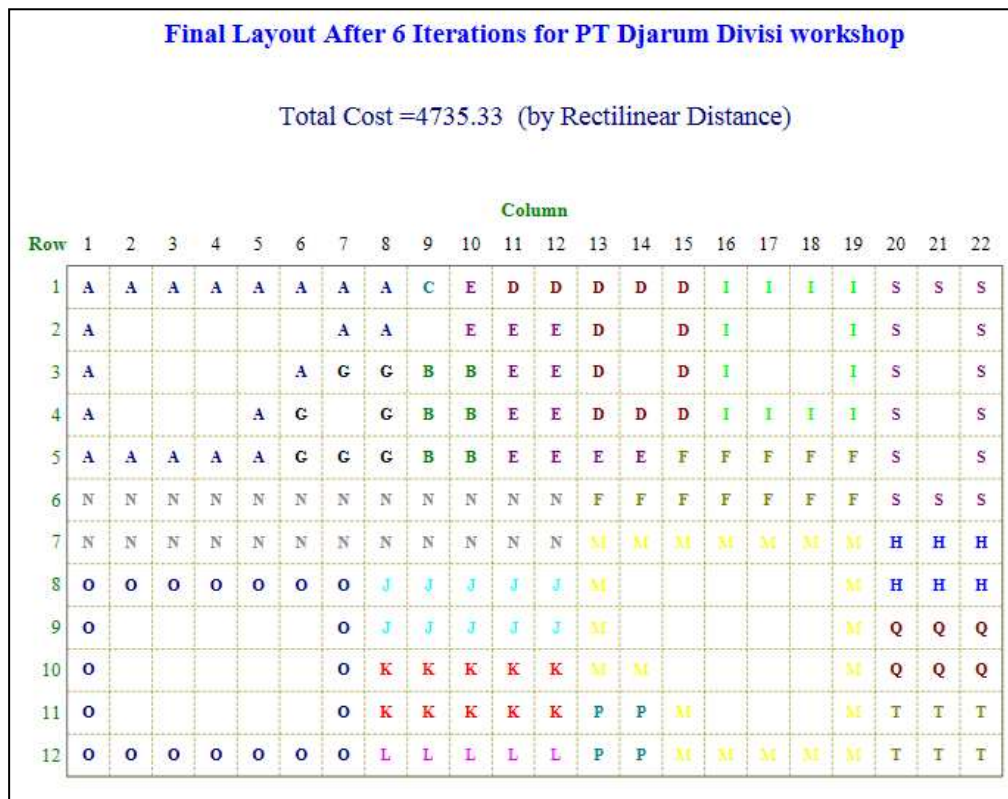 Final Layout After 6 Iterations for PT Djarum Divisi workshop
Total Cost =4735.33 (by Rectilinear Distance)
Column
Row 1 2 3 4 5 6 7 8 9 10 11 12 13 14 15 16 17 18 19 20 21 22
1 A A A A A A A A C E D D D D D I I I I S S S
2 A A A E E E D D I I S S
3 A A G G B B E E D D I I S S
4 A A G G B B E E D D D I I I I S S
5 A A A A A G G G B B E E E E F F F F F S S
6 N N N N N N N N N N N N F F F F F F F S S S
7 N N N N N N N N N N N N M M M M M M M H H H
8 O O O O O O O J J J J J M M H H H
9 O O J J J J J M M Q Q Q
10 O O K K K K K M M M Q Q Q
11 O O K K K K K P P M M T T T
12 O O O O O O O L L L L L P P M M M M M T T T